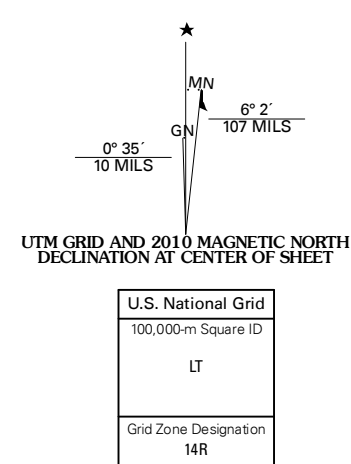 MN
6° 2´
107 MILS
GN
0° 35´
10 MILS
UTM GRID AND 2010 MAGNETIC NORTH
DECLINATION AT CENTER OF SHEET
U.S. National Grid
100,000-m Square ID
LT
Grid Zone Designation
14R